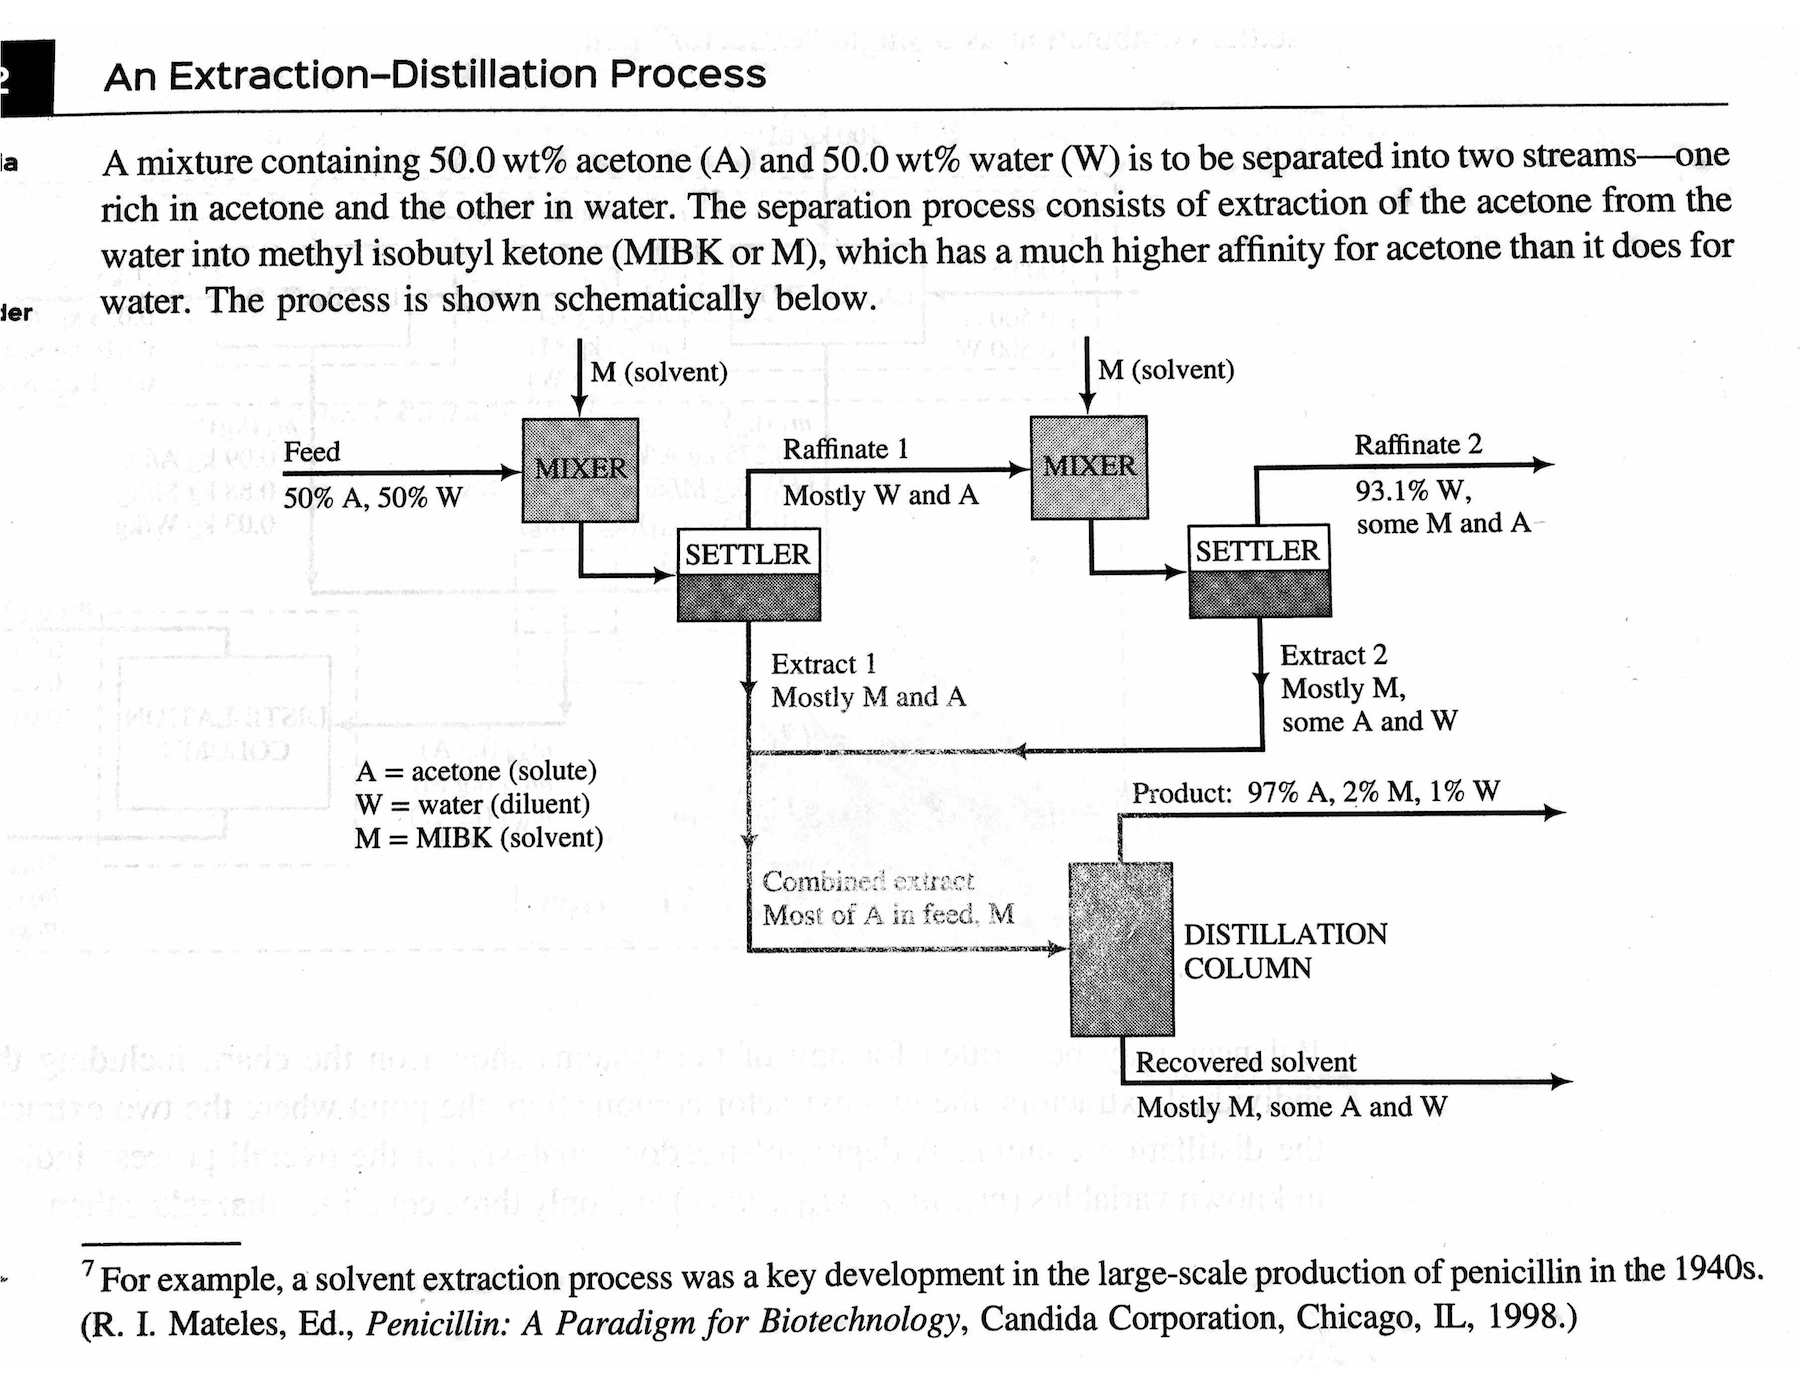 2
An Extraction–Distillation Process
A mixture containing 50.0 wt% acetone (A) and 50.0 wt% water (W) is to be separated into two streams—one
rich in acetone and the other in water. The separation process consists of extraction of the acetone from the
water into methyl isobutyl ketone (MIBK or M), which has a much higher affinity for acetone than it does for
water. The process is shown schematically below.
M (solvent)
M (solvent)
Feed
50% A, 50% W
MIXER
Raffinate 1
Mostly W and A
MIXER
Raffinate 2
93.1% W,
some M and A
SETTLER
SETTLER
Extract 1
Mostly M and A
Extract 2
Mostly M,
some A and W
A = acetone (solute)
W = water (diluent)
M = MIBK (solvent)
Product: 97% A, 2% M, 1% W
Combined extract
Most of A in feed, M
DISTILLATION
COLUMN
Recovered solvent
Mostly M, some A and W
7 For example, a solvent extraction process was a key development in the large-scale production of penicillin in the 1940s.
(R. I. Mateles, Ed., Penicillin: A Paradigm for Biotechnology, Candida Corporation, Chicago, IL, 1998.)